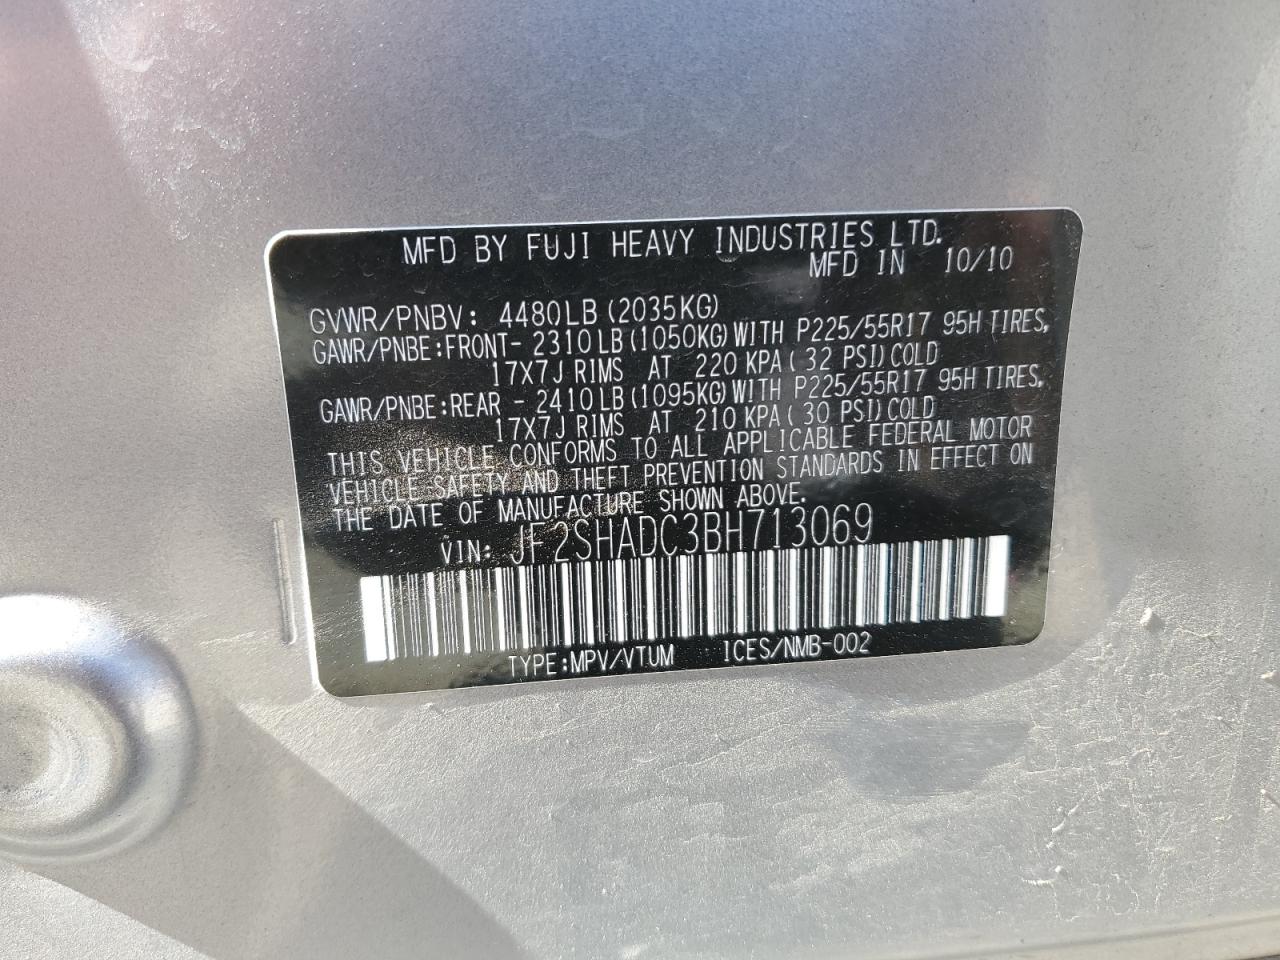 MFD BY FUJI HEAVY INDUSTRIES LTD.
MFD IN 10/10
GVWR/PNBV: 4480LB (2035KG)
GAWR/PNBE:FRONT- 2310LB(1050KG)WITH P225/55R17 95H TIRES,
17X7J RIMS AT 220 KPA( 32 PSI)COLD
GAWR/PNBE:REAR - 2410LB(1095KG)WITH P225/55R17 95H TIRES,
17X7J RIMS AT 210 KPA( 30 PSI)COLD
THIS VEHICLE CONFORMS TO ALL APPLICABLE FEDERAL MOTOR
VEHICLE SAFETY AND THEFT PREVENTION STANDARDS IN EFFECT ON
THE DATE OF MANUFACTURE SHOWN ABOVE.
VIN: JF2SHADC3BH713069
TYPE:MPV/VTUM ICES/NMB-002